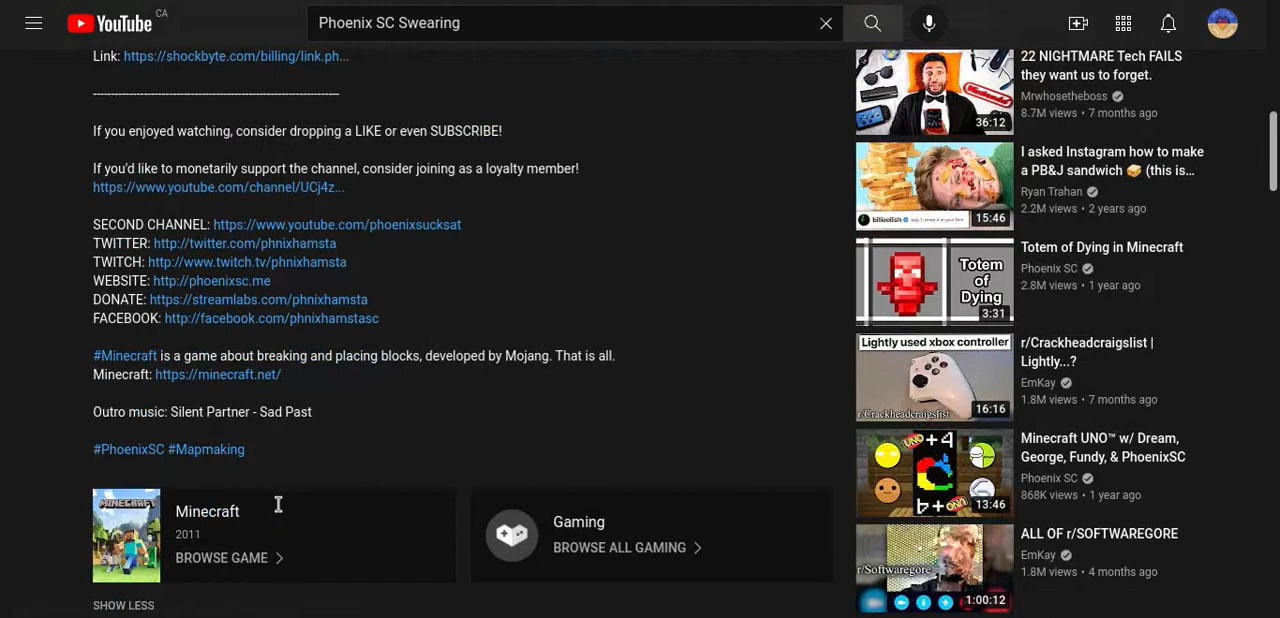 YouTube CA
Phoenix SC Swearing
Link: https://shockbyte.com/billing/link.ph...
--------------------------------------------------------------------
If you enjoyed watching, consider dropping a LIKE or even SUBSCRIBE!
If you'd like to monetarily support the channel, consider joining as a loyalty member!
https://www.youtube.com/channel/UCj4z...
SECOND CHANNEL: https://www.youtube.com/phoenixsucksat
TWITTER: http://twitter.com/phnixhamsta
TWITCH: http://www.twitch.tv/phnixhamsta
WEBSITE: http://phoenixsc.me
DONATE: https://streamlabs.com/phnixhamsta
FACEBOOK: http://facebook.com/phnixhamstasc
#Minecraft is a game about breaking and placing blocks, developed by Mojang. That is all.
Minecraft: https://minecraft.net/
Outro music: Silent Partner - Sad Past
#PhoenixSC #Mapmaking
MINECRAFT
Minecraft
2011
BROWSE GAME
Gaming
BROWSE ALL GAMING
SHOW LESS
36:12
22 NIGHTMARE Tech FAILS
they want us to forget.
Mrwhosetheboss
8.7M views • 7 months ago
15:46
I asked Instagram how to make
a PB&J sandwich 🥪 (this is...
Ryan Trahan
2.2M views • 2 years ago
Totem
of
Dying
3:31
Totem of Dying in Minecraft
Phoenix SC
2.8M views • 1 year ago
Lightly used xbox controller
r/Crackheadcraigslist
16:16
r/Crackheadcraigslist |
Lightly...?
EmKay
1.8M views • 7 months ago
UNO +4
UNO
13:46
Minecraft UNO™ w/ Dream,
George, Fundy, & PhoenixSC
Phoenix SC
868K views • 1 year ago
r/Softwaregore
1:00:12
ALL OF r/SOFTWAREGORE
EmKay
1.8M views • 4 months ago